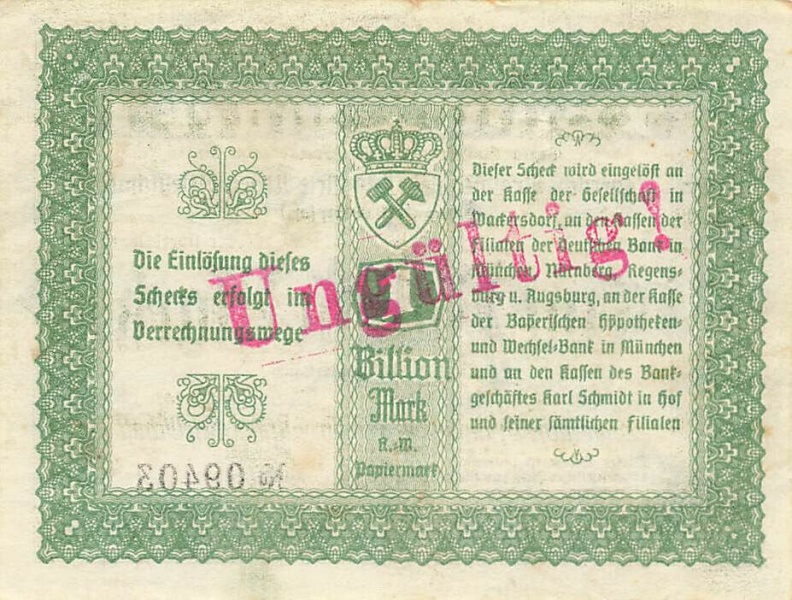 Die Einlösung dieses
Schecks erfolgt im
Verrechnungswege
1
Billion
Mark
R.=M.
Papiermark
Dieser Scheck wird eingelöst an
der Kasse der Gesellschaft in
Wackersdorf, an den Kassen der
Filialen der Deutschen Bank in
München, Nürnberg, Regens=
burg u. Augsburg, an der Kasse
der Bayerischen Hypotheken=
und Wechsel=Bank in München
und an den Kassen des Bank=
geschäftes Karl Schmidt in Hof
und seiner sämtlichen Filialen
Ungültig!
№ 09403